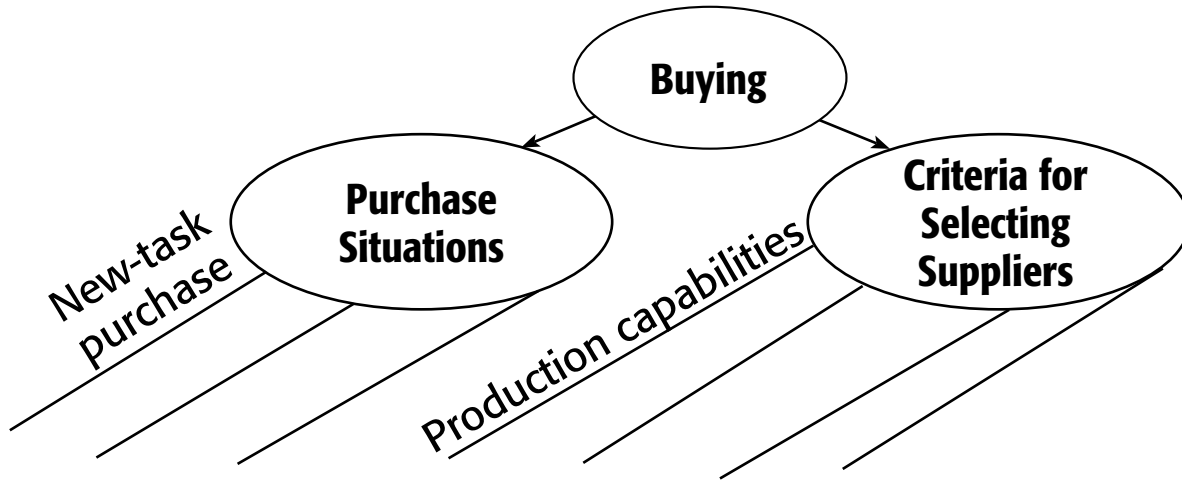 Buying
Purchase
Situations
Criteria for
Selecting
Suppliers
New-task
purchase
Production capabilities